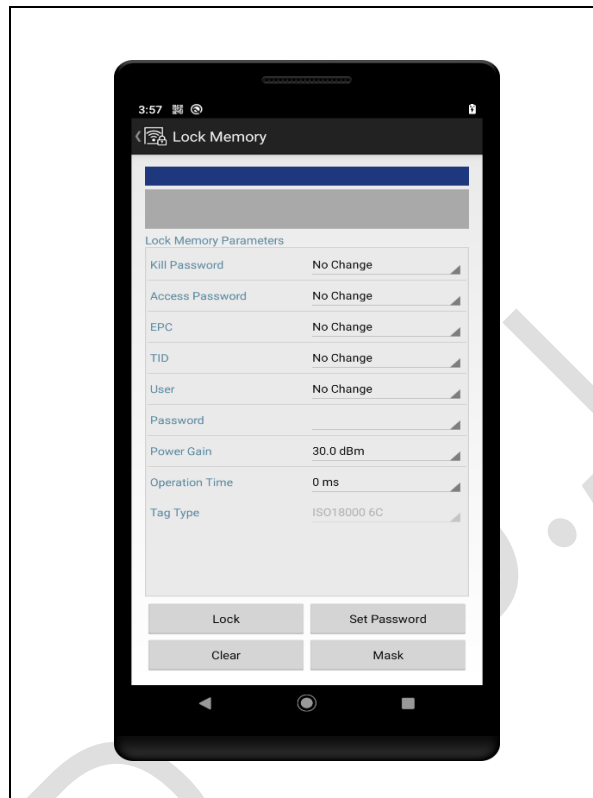 3:57
Lock Memory
Lock Memory Parameters
Kill Password No Change
Access Password No Change
EPC No Change
TID No Change
User No Change
Password
Power Gain 30.0 dBm
Operation Time 0 ms
Tag Type ISO18000 6C
Lock Set Password
Clear Mask